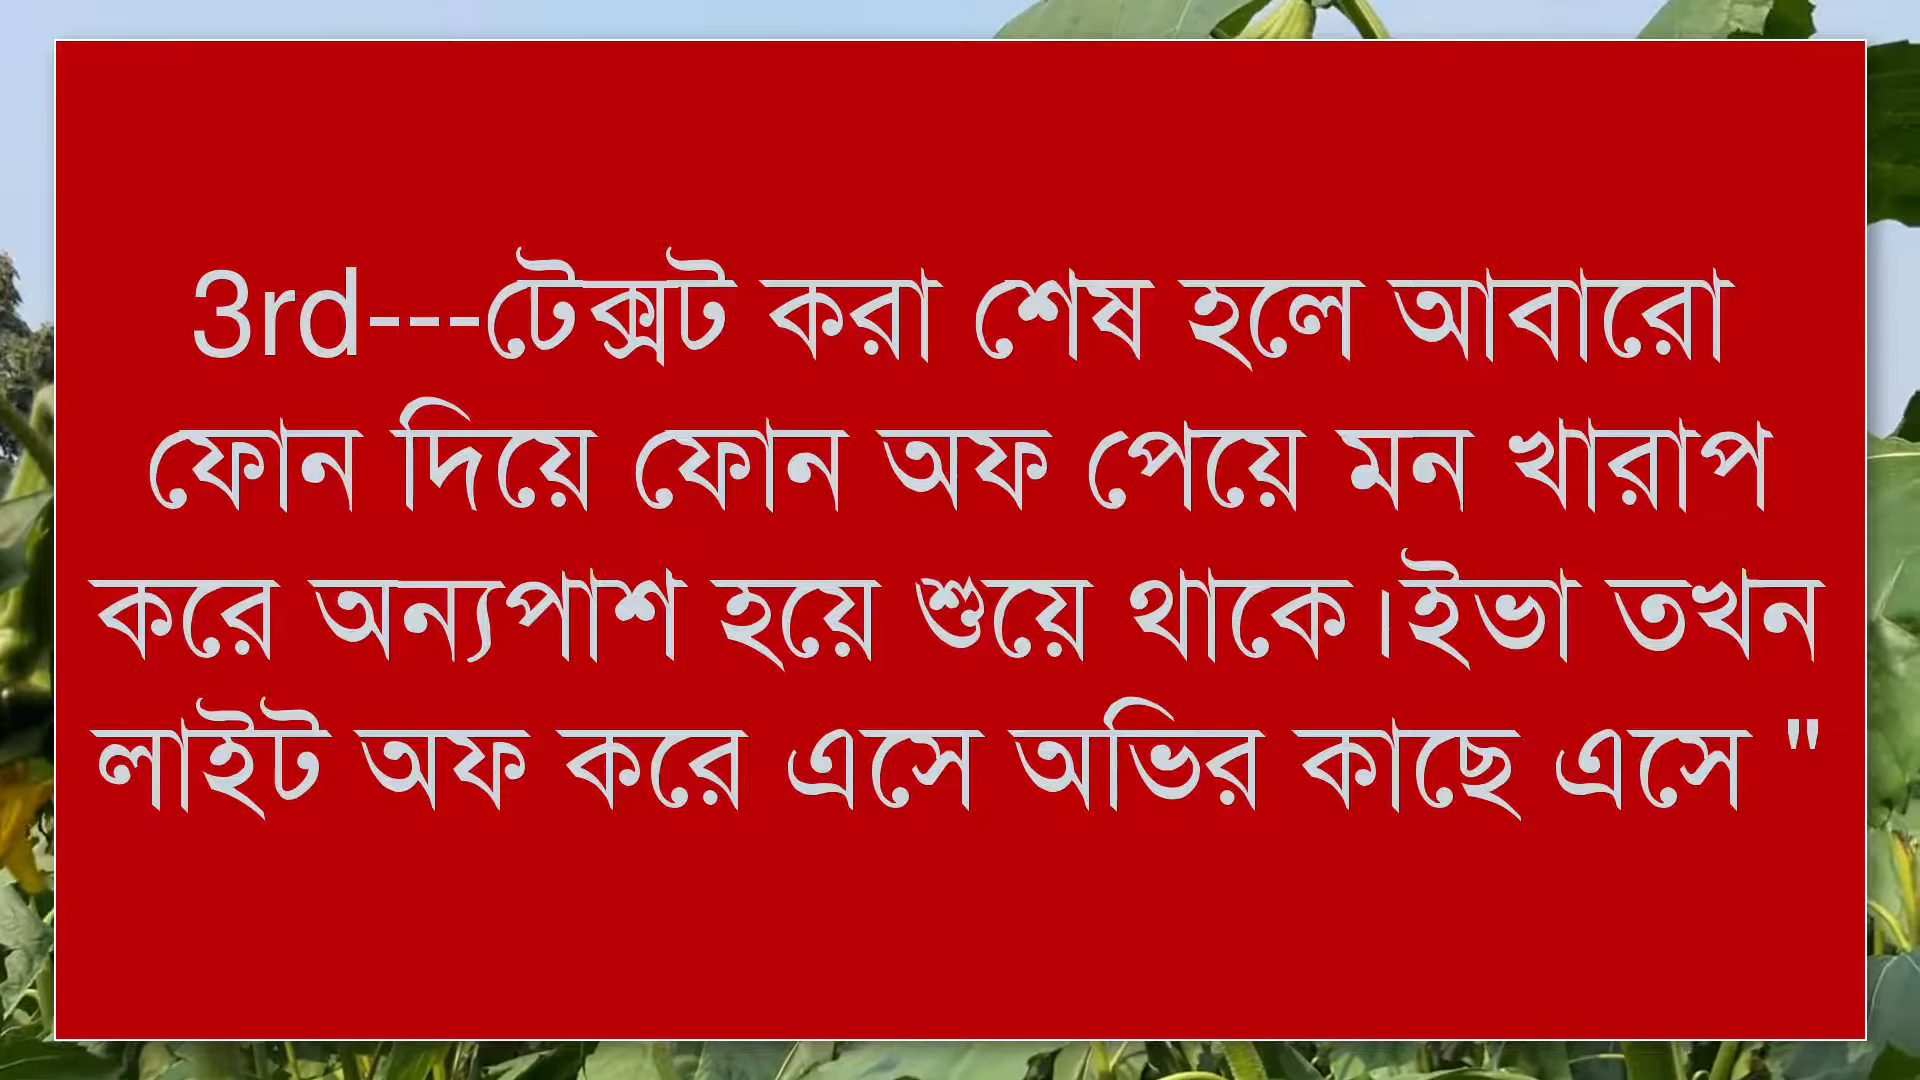 3rd---টেক্সট করা শেষ হলে আবারো
ফোন দিয়ে ফোন অফ পেয়ে মন খারাপ
করে অন্যপাশ হয়ে শুয়ে থাকে।ইভা তখন
লাইট অফ করে এসে অভির কাছে এসে "